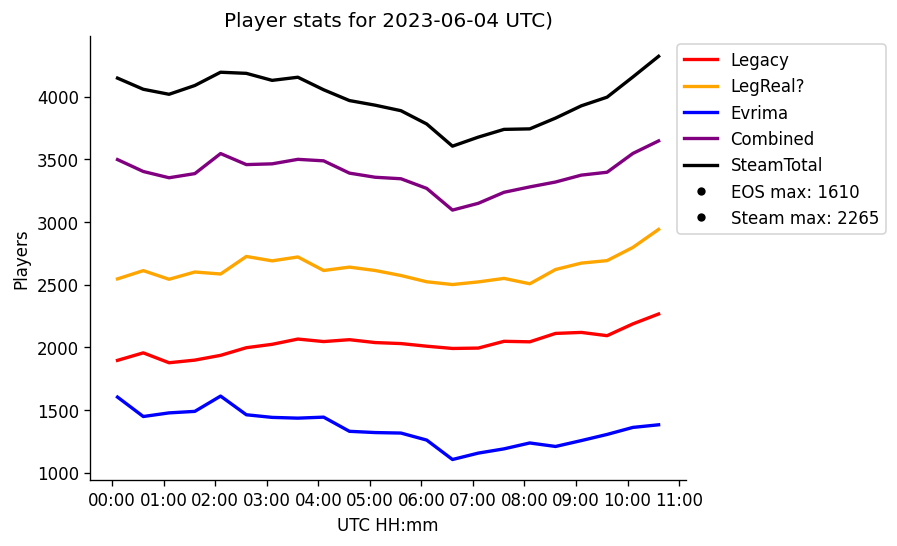 Player stats for 2023-06-04 UTC)
Legacy
LegReal?
Evrima
Combined
SteamTotal
EOS max: 1610
Steam max: 2265
Players
4000
3500
3000
2500
2000
1500
1000
00:00 01:00 02:00 03:00 04:00 05:00 06:00 07:00 08:00 09:00 10:00 11:00
UTC HH:mm